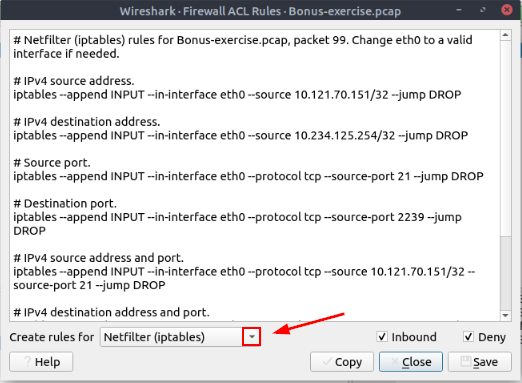 Wireshark · Firewall ACL Rules · Bonus-exercise.pcap
# Netfilter (iptables) rules for Bonus-exercise.pcap, packet 99. Change eth0 to a valid
interface if needed.
# IPv4 source address.
iptables --append INPUT --in-interface eth0 --source 10.121.70.151/32 --jump DROP
# IPv4 destination address.
iptables --append INPUT --in-interface eth0 --source 10.234.125.254/32 --jump DROP
# Source port.
iptables --append INPUT --in-interface eth0 --protocol tcp --source-port 21 --jump DROP
# Destination port.
iptables --append INPUT --in-interface eth0 --protocol tcp --source-port 2239 --jump
DROP
# IPv4 source address and port.
iptables --append INPUT --in-interface eth0 --protocol tcp --source 10.121.70.151/32 --
source-port 21 --jump DROP
# IPv4 destination address and port.
Create rules for Netfilter (iptables) Inbound Deny
Help Copy Close Save